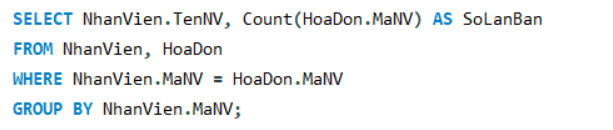 SELECT NhanVien.TenNV, Count(HoaDon.MaNV) AS SoLanBan
FROM NhanVien, HoaDon
WHERE NhanVien.MaNV = HoaDon.MaNV
GROUP BY NhanVien.MaNV;